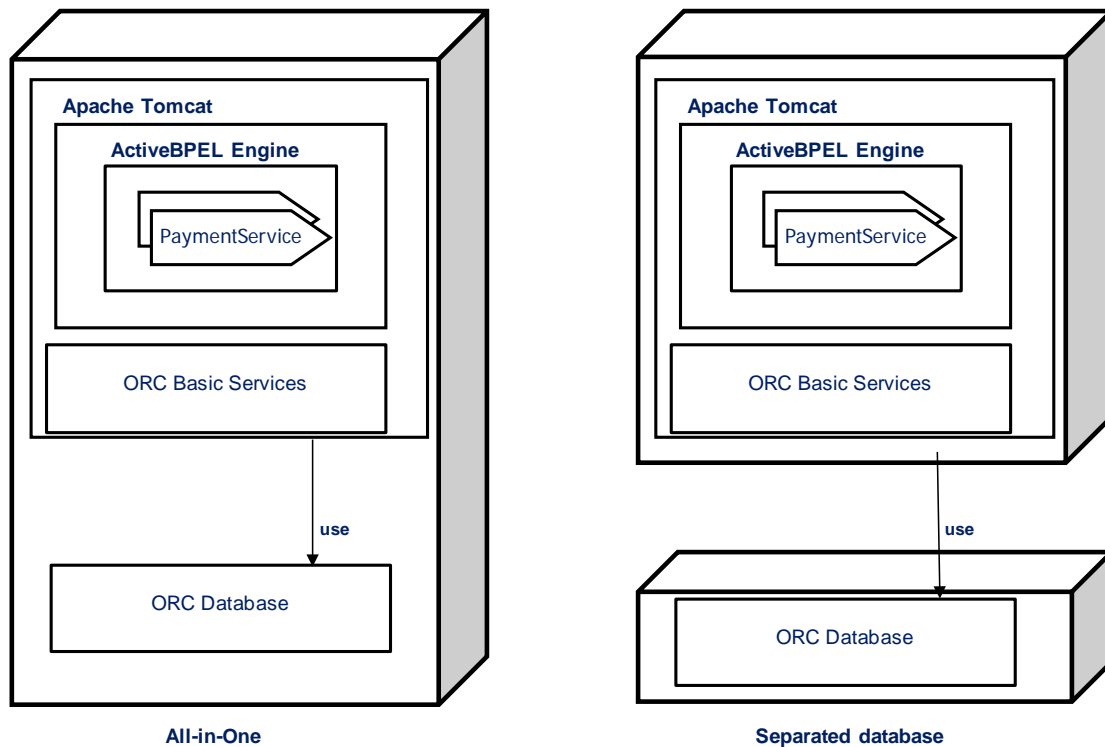 Apache Tomcat
ActiveBPEL Engine
PaymentService
ORC Basic Services
use
ORC Database
All-in-One
Apache Tomcat
ActiveBPEL Engine
PaymentService
ORC Basic Services
use
ORC Database
Separated database